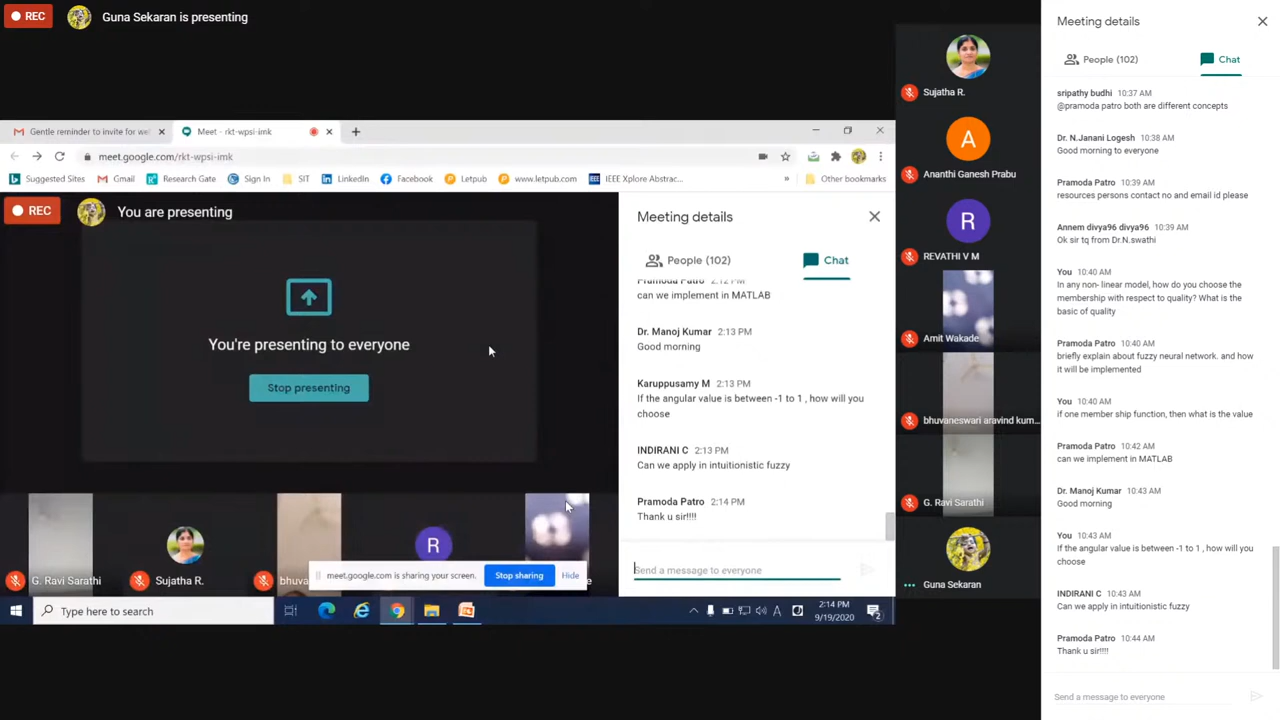 REC
Guna Sekaran is presenting
Gentle reminder to invite for wel
Meet - rkt-wpsi-imk
meet.google.com/rkt-wpsi-imk
Suggested Sites
Gmail
Research Gate
Sign In
SIT
LinkedIn
Facebook
Letpub
www.letpub.com
IEEE Xplore Abstrac...
»
Other bookmarks
REC
You are presenting
You're presenting to everyone
Stop presenting
G. Ravi Sarathi
Sujatha R.
bhuva
R
meet.google.com is sharing your screen.
Stop sharing
Hide
Meeting details
People (102)
Chat
Pramoda Patro 2:12 PM
can we implement in MATLAB
Dr. Manoj Kumar 2:13 PM
Good morning
Karuppusamy M 2:13 PM
If the angular value is between -1 to 1 , how will you
choose
INDIRANI C 2:13 PM
Can we apply in intuitionistic fuzzy
Pramoda Patro 2:14 PM
Thank u sir!!!!
Send a message to everyone
Type here to search
A
2:14 PM
9/19/2020
2
Sujatha R.
A
Ananthi Ganesh Prabu
R
REVATHI V M
Amit Wakade
bhuvaneswari aravind kum...
G. Ravi Sarathi
Guna Sekaran
Meeting details
People (102)
Chat
sripathy budhi 10:37 AM
@pramoda patro both are different concepts
Dr. N.Janani Logesh 10:38 AM
Good morning to everyone
Pramoda Patro 10:39 AM
resources persons contact no and email id please
Annem divya96 divya96 10:39 AM
Ok sir tq from Dr.N.swathi
You 10:40 AM
In any non- linear model, how do you choose the
membership with respect to quality? What is the
basic of quality
Pramoda Patro 10:40 AM
briefly explain about fuzzy neural network. and how
it will be implemented
You 10:40 AM
if one member ship function, then what is the value
Pramoda Patro 10:42 AM
can we implement in MATLAB
Dr. Manoj Kumar 10:43 AM
Good morning
You 10:43 AM
If the angular value is between -1 to 1 , how will you
choose
INDIRANI C 10:43 AM
Can we apply in intuitionistic fuzzy
Pramoda Patro 10:44 AM
Thank u sir!!!!
Send a message to everyone